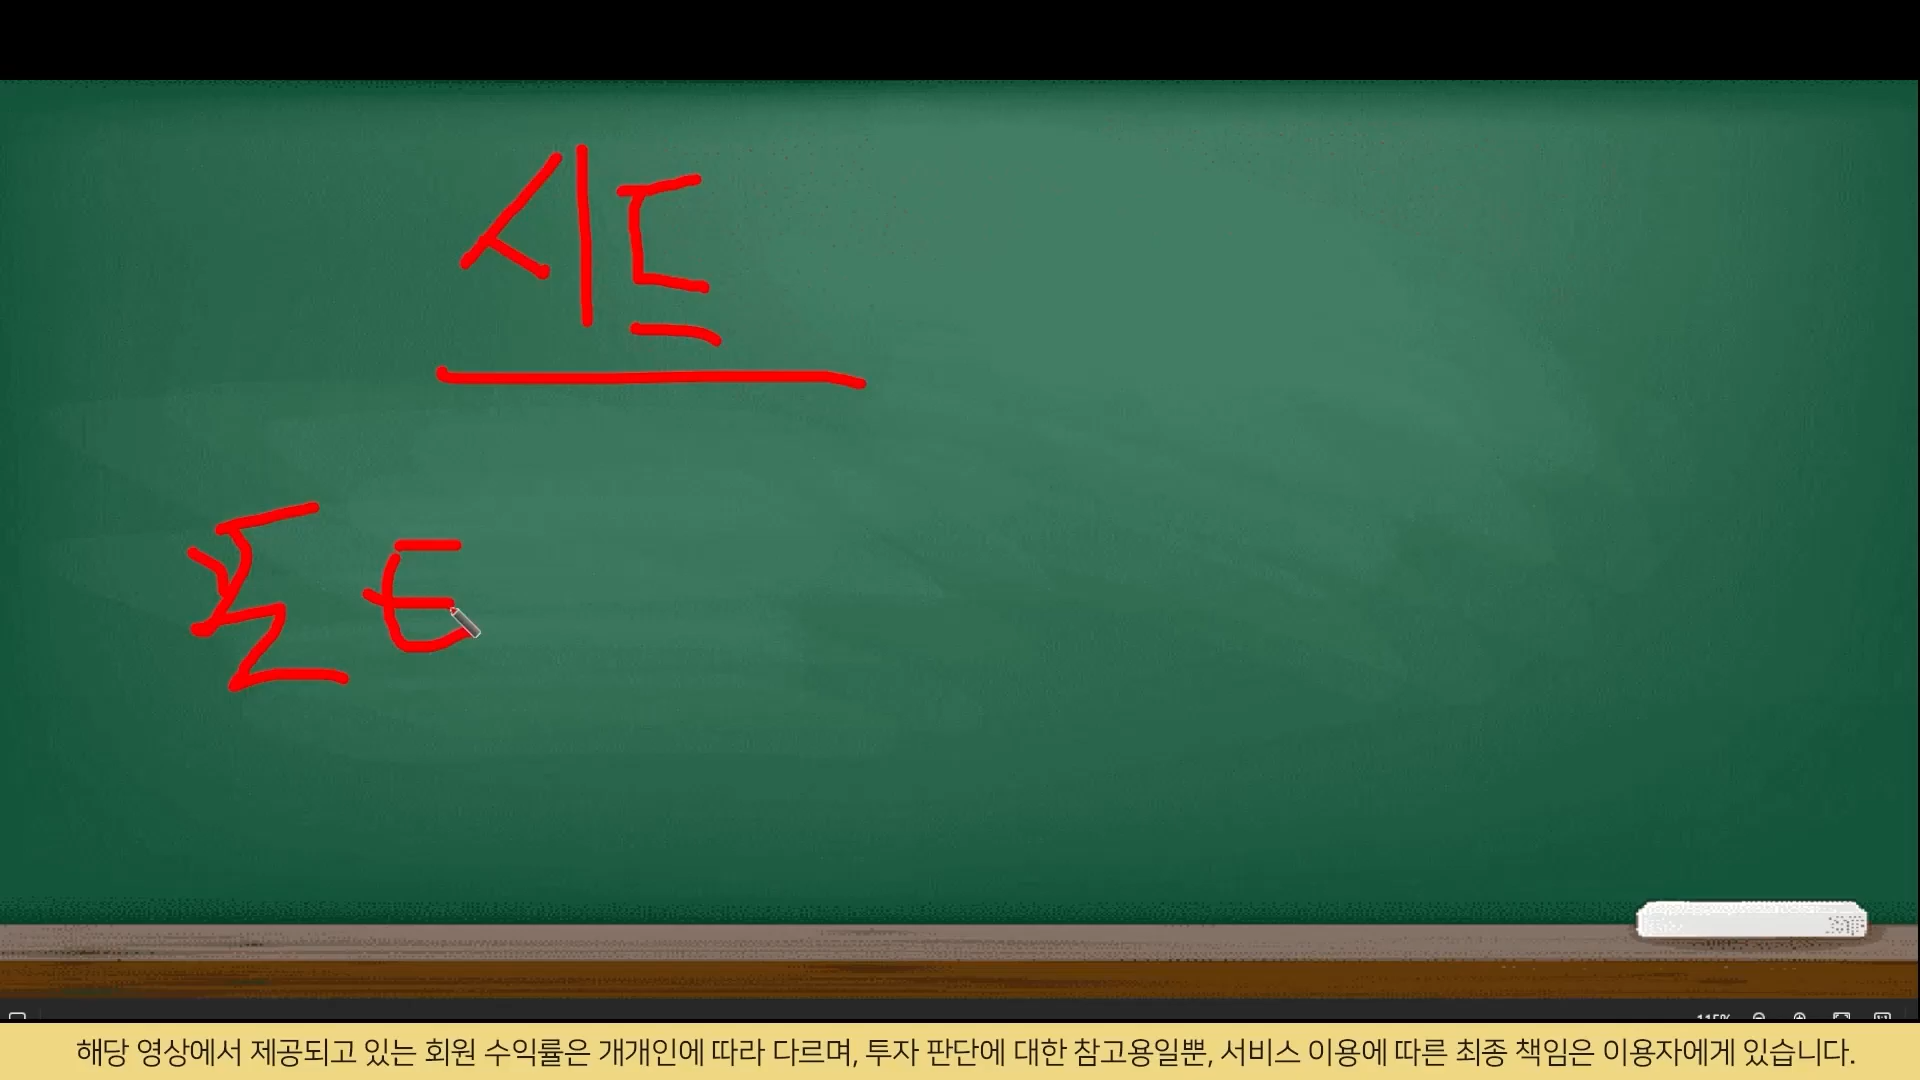 시드
해당 영상에서 제공되고 있는 회원 수익률은 개개인에 따라 다르며, 투자 판단에 대한 참고용일뿐, 서비스 이용에 따른 최종 책임은 이용자에게 있습니다.